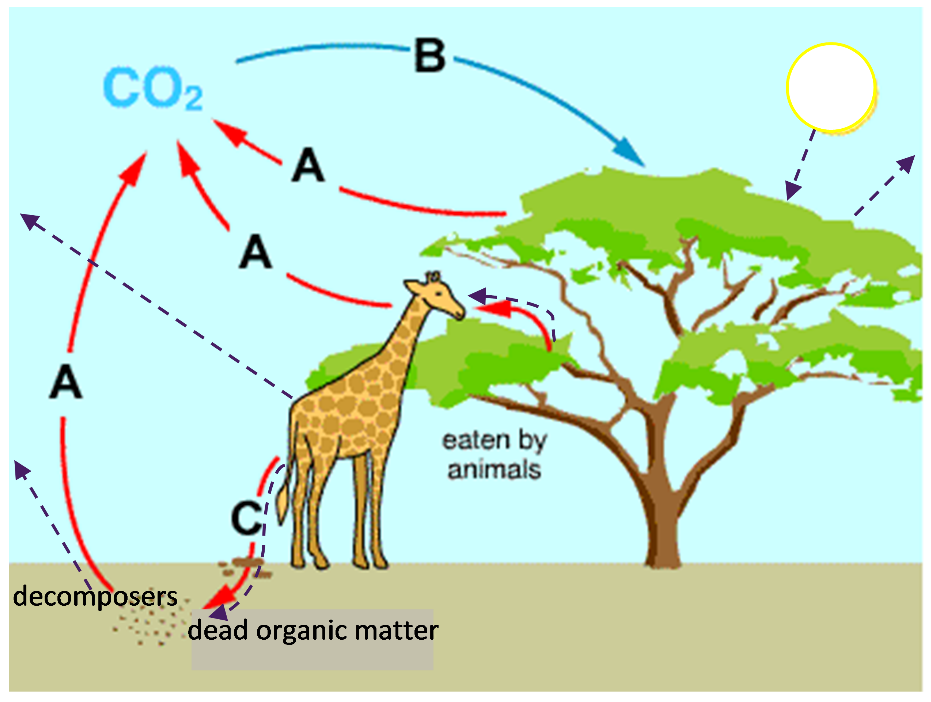 B
CO₂
A
A
A
eaten by
animals
C
decomposers
dead organic matter